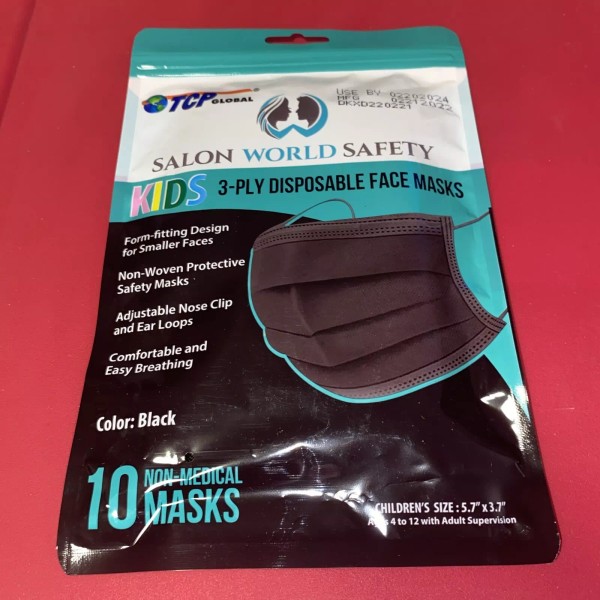 TCP GLOBAL
USE BY 02202024
MFG 02212022
DKXD220221
SALON WORLD SAFETY
KIDS 3-PLY DISPOSABLE FACE MASKS
Form-fitting Design
for Smaller Faces
Non-Woven Protective
Safety Masks
Adjustable Nose Clip
and Ear Loops
Comfortable and
Easy Breathing
Color: Black
10 NON-MEDICAL
MASKS
CHILDREN'S SIZE : 5.7" x 3.7"
Ages 4 to 12 with Adult Supervision